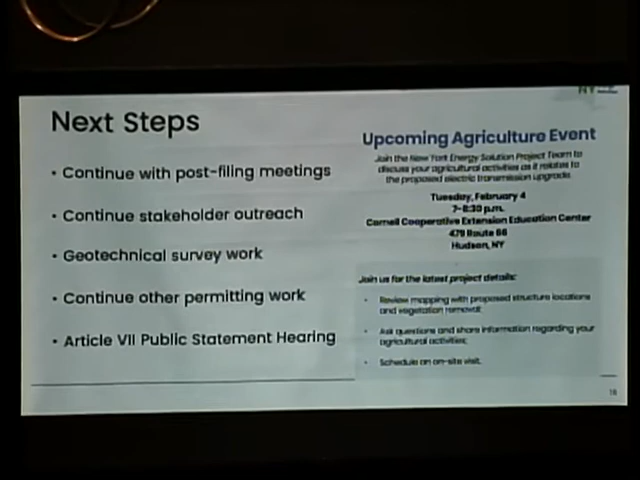 Next Steps
• Continue with post-filing meetings
• Continue stakeholder outreach
• Geotechnical survey work
• Continue other permitting work
• Article VII Public Statement Hearing
NY
Upcoming Agriculture Event
Join the New York Energy Solution Project Team to
discuss your agricultural activities as it relates to
the proposed electric transmission upgrade.
Tuesday, February 4
7-8:30 p.m.
Cornell Cooperative Extension Education Center
479 Route 66
Hudson, NY
Join us for the latest project details:
• Review mapping with proposed structure locations
and vegetation removal;
• Ask questions and share information regarding your
agricultural activities;
• Schedule an on-site visit.